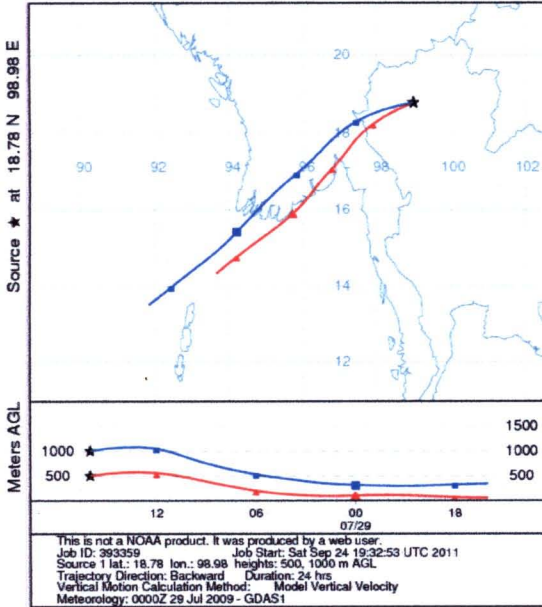 Source ★ at 18.78 N 98.98 E
20
18
90 92 94 96 98 100 102
16
14
12
Meters AGL
1500
1000 1000
500 500
12 06 00 18
07/29
This is not a NOAA product. It was produced by a web user.
Job ID: 393359 Job Start: Sat Sep 24 19:32:53 UTC 2011
Source 1 lat.: 18.78 lon.: 98.98 heights: 500, 1000 m AGL
Trajectory Direction: Backward Duration: 24 hrs
Vertical Motion Calculation Method: Model Vertical Velocity
Meteorology: 0000Z 29 Jul 2009 - GDAS1